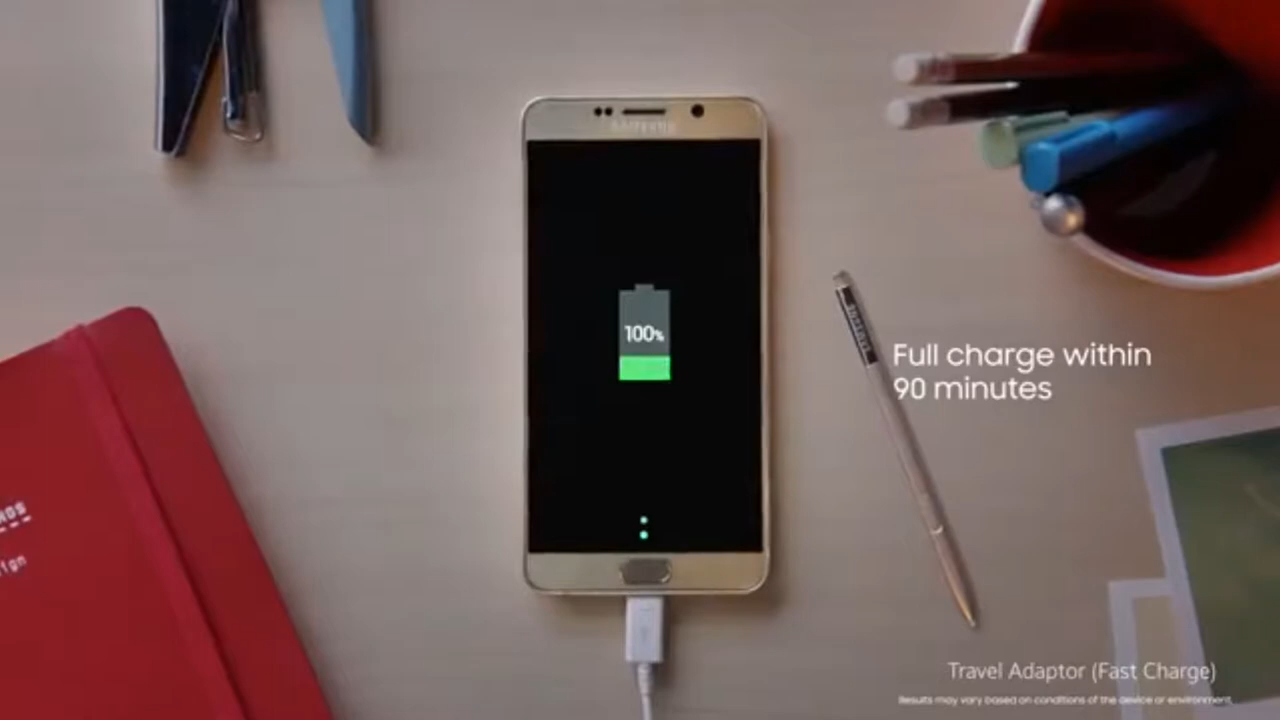 SAMSUNG
100%
Full charge within
90 minutes
ign
Travel Adaptor (Fast Charge)
Results may vary based on conditions of the device or environment.